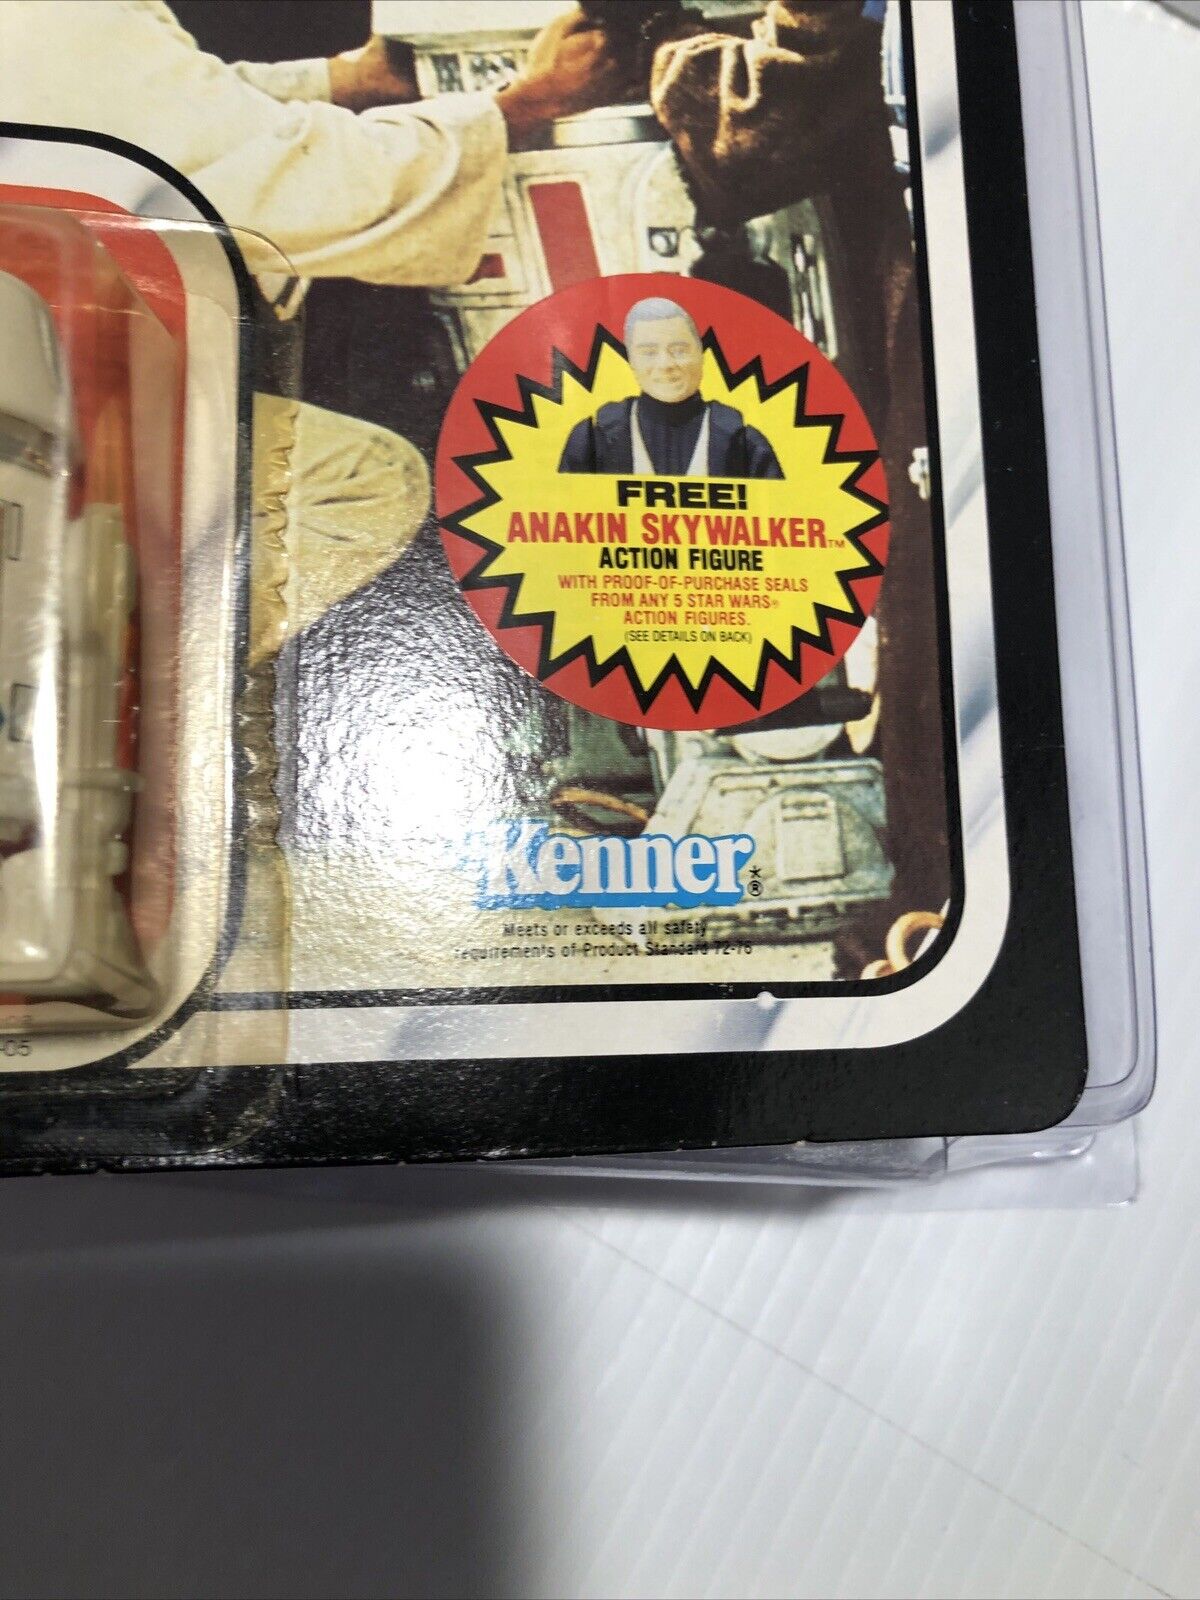 FREE!
ANAKIN SKYWALKER™
ACTION FIGURE
WITH PROOF-OF-PURCHASE SEALS
FROM ANY 5 STAR WARS®
ACTION FIGURES.
(SEE DETAILS ON BACK)
Kenner*®
Meets or exceeds all safety
requirements of Product Standard 72-76
-05